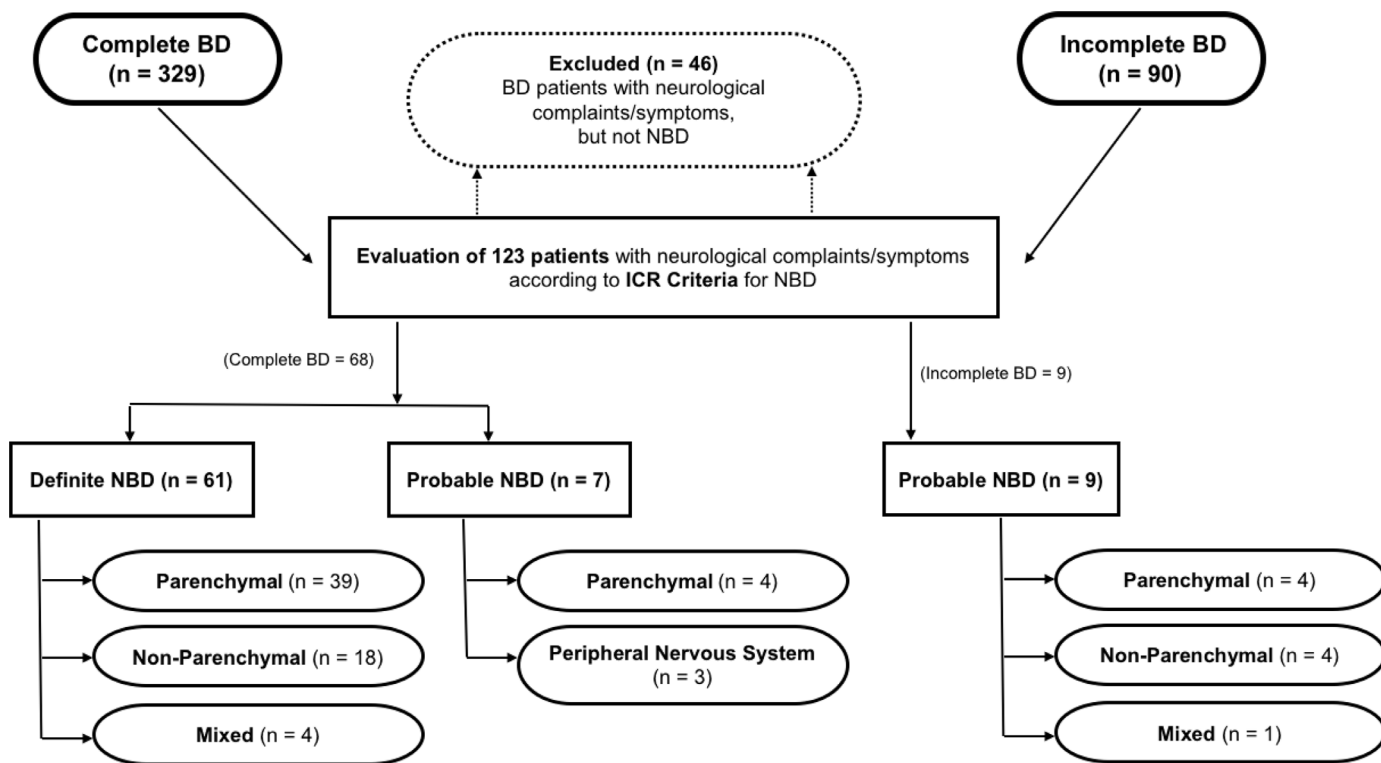 Complete BD
(n = 329)
Excluded (n = 46)
BD patients with neurological
complaints/symptoms,
but not NBD
Incomplete BD
(n = 90)
Evaluation of 123 patients with neurological complaints/symptoms
according to ICR Criteria for NBD
(Complete BD = 68)
(Incomplete BD = 9)
Definite NBD (n = 61)
Probable NBD (n = 7)
Probable NBD (n = 9)
Parenchymal (n = 39)
Non-Parenchymal (n = 18)
Mixed (n = 4)
Parenchymal (n = 4)
Peripheral Nervous System
(n = 3)
Parenchymal (n = 4)
Non-Parenchymal (n = 4)
Mixed (n = 1)